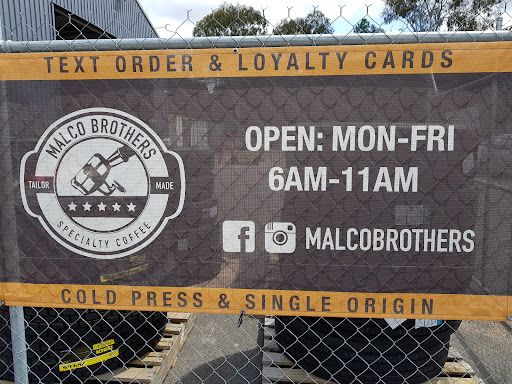 TEXT ORDER & LOYALTY CARDS
MALCO BROTHERS
TAILOR MADE
SPECIALTY COFFEE
OPEN: MON-FRI
6AM-11AM
MALCOBROTHERS
COLD PRESS & SINGLE ORIGIN